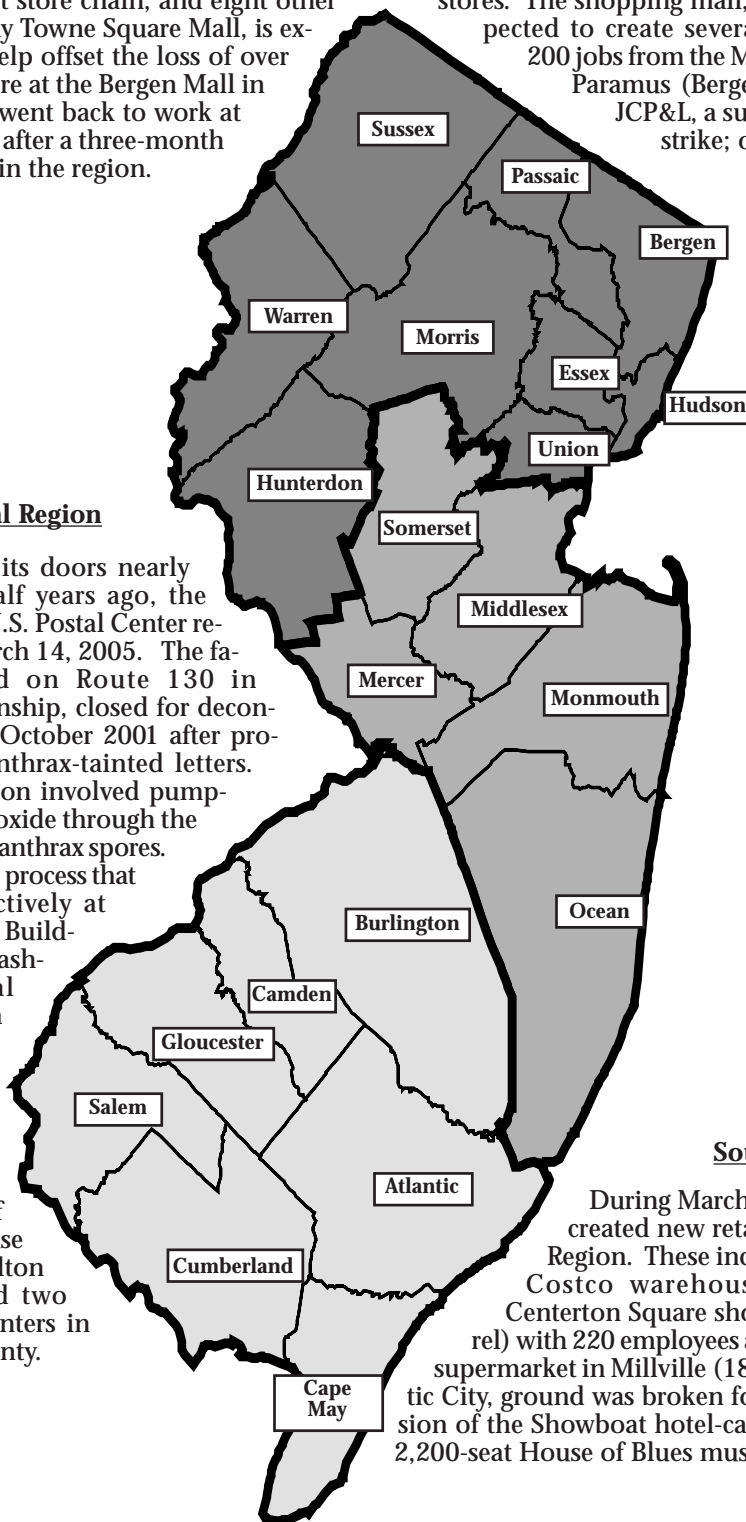 t store chain, and eight other
y Towne Square Mall, is ex-
elp offset the loss of over
re at the Bergen Mall in
went back to work at
after a three-month
in the region.
stores. The shopping mall,
pected to create severa
200 jobs from the M
Paramus (Berge
JCP&L, a su
strike; o
Sussex
Passaic
Bergen
Warren
Morris
Essex
Hudson
Union
Hunterdon
Somerset
Middlesex
Mercer
Monmouth
Ocean
Burlington
Camden
Gloucester
Salem
Atlantic
Cumberland
Cape
May
al Region
its doors nearly
alf years ago, the
.S. Postal Center re-
rch 14, 2005. The fa-
d on Route 130 in
nship, closed for decon-
October 2001 after pro-
nthrax-tainted letters.
on involved pump-
oxide through the
anthrax spores.
process that
ctively at
Build-
ash-
al
n
f
se
lton
d two
nters in
nty.
Sou
During March
created new reta
Region. These inc
Costco warehous
Centerton Square sho
rel) with 220 employees a
supermarket in Millville (18
tic City, ground was broken fo
sion of the Showboat hotel-ca
2,200-seat House of Blues mus